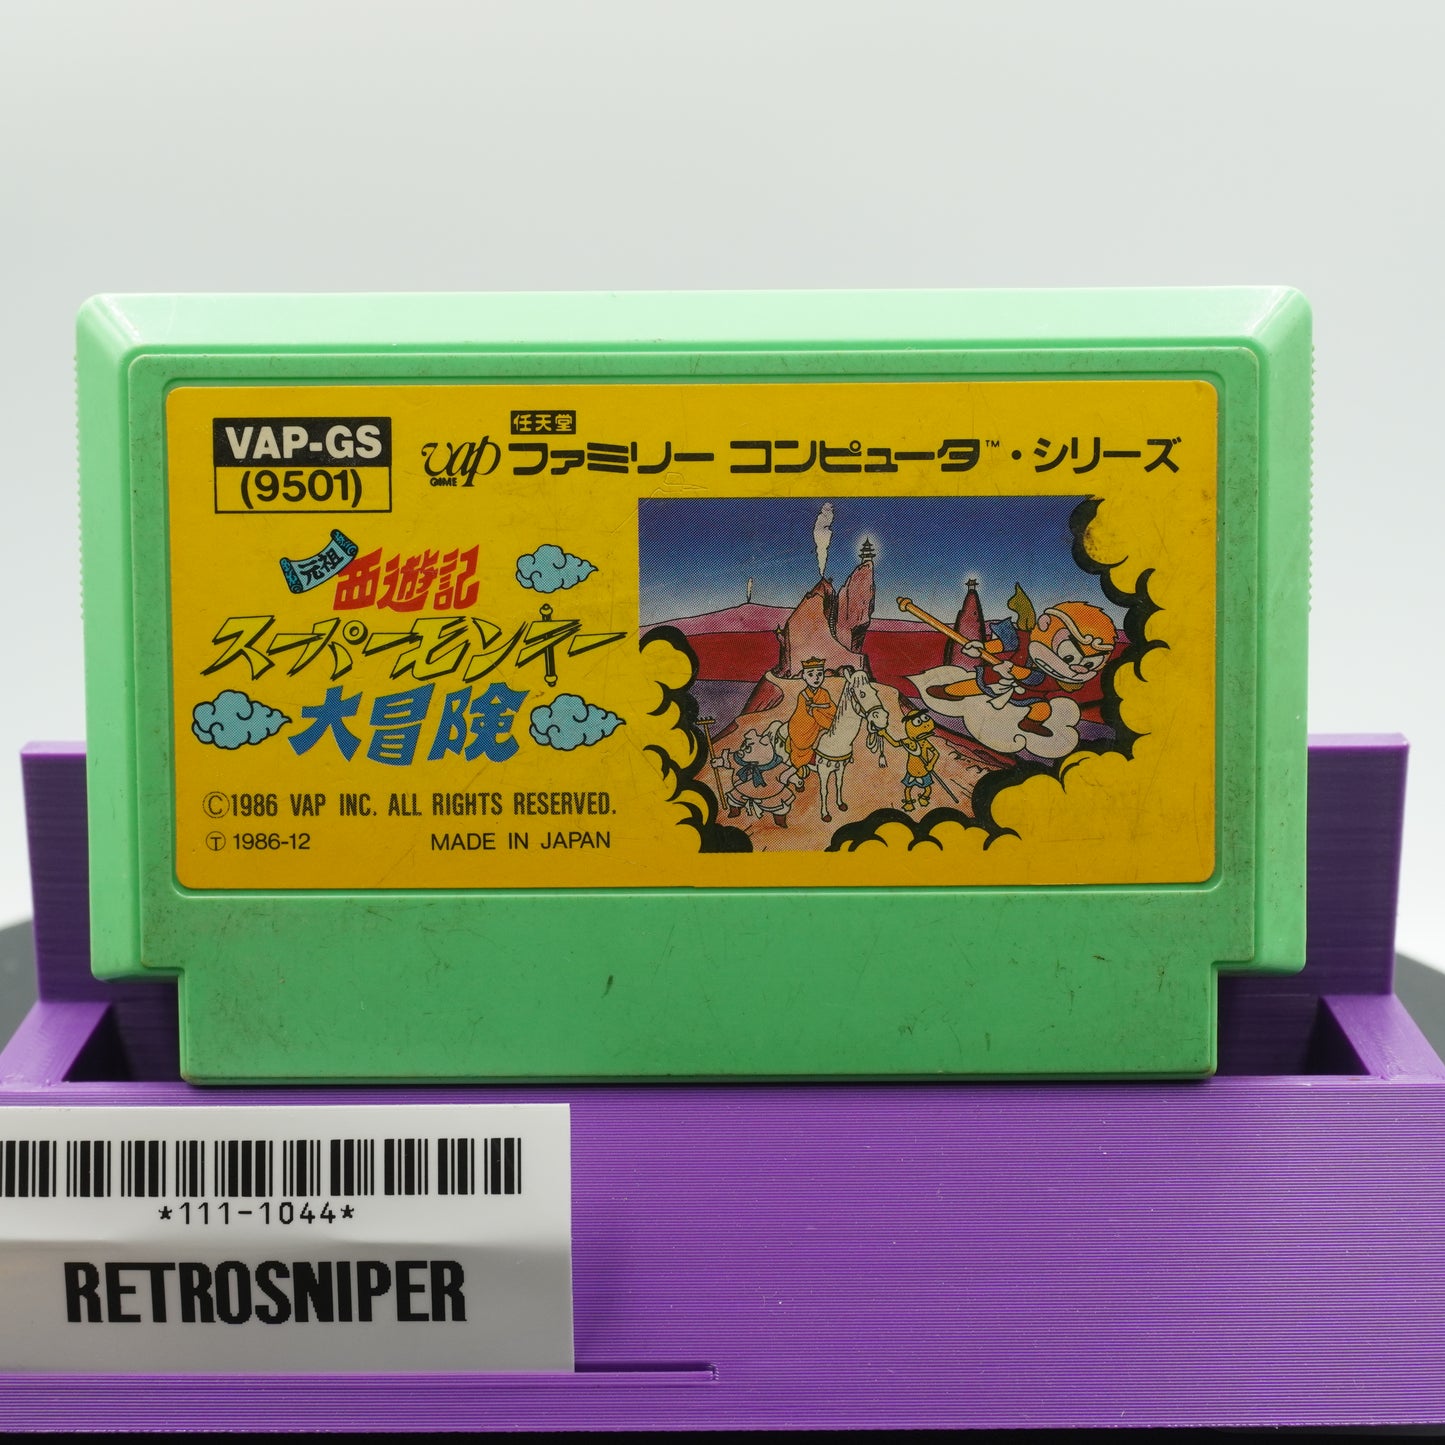 VAP-GS
(9501)
任天堂
vap GAME ファミリー コンピュータ™・シリーズ
元祖 西遊記
スーパーモンキー
大冒険
©1986 VAP INC. ALL RIGHTS RESERVED.
Ⓣ 1986-12 MADE IN JAPAN
*111-1044*
RETROSNIPER